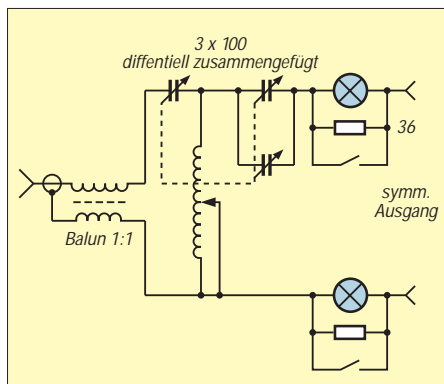 3 x 100
diffentiell zusammengefügt
36
symm.
Ausgang
Balun 1:1